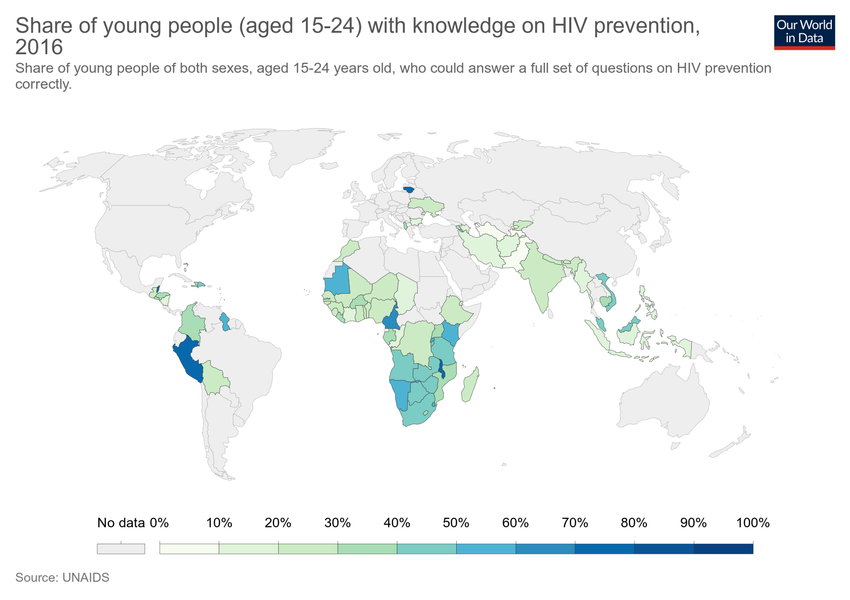 Share of young people (aged 15-24) with knowledge on HIV prevention,
2016
Our World
in Data
Share of young people of both sexes, aged 15-24 years old, who could answer a full set of questions on HIV prevention
correctly.
No data 0% 10% 20% 30% 40% 50% 60% 70% 80% 90% 100%
Source: UNAIDS